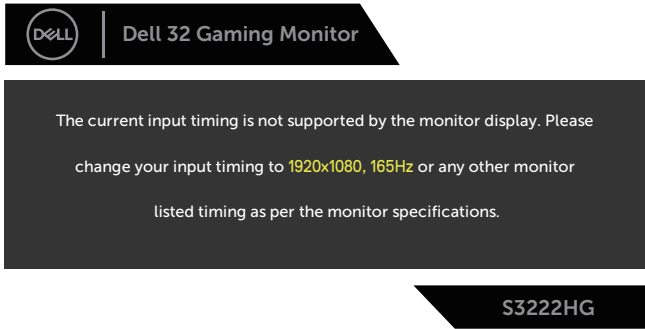 DELL
Dell 32 Gaming Monitor
The current input timing is not supported by the monitor display. Please
change your input timing to 1920x1080, 165Hz or any other monitor
listed timing as per the monitor specifications.
S3222HG